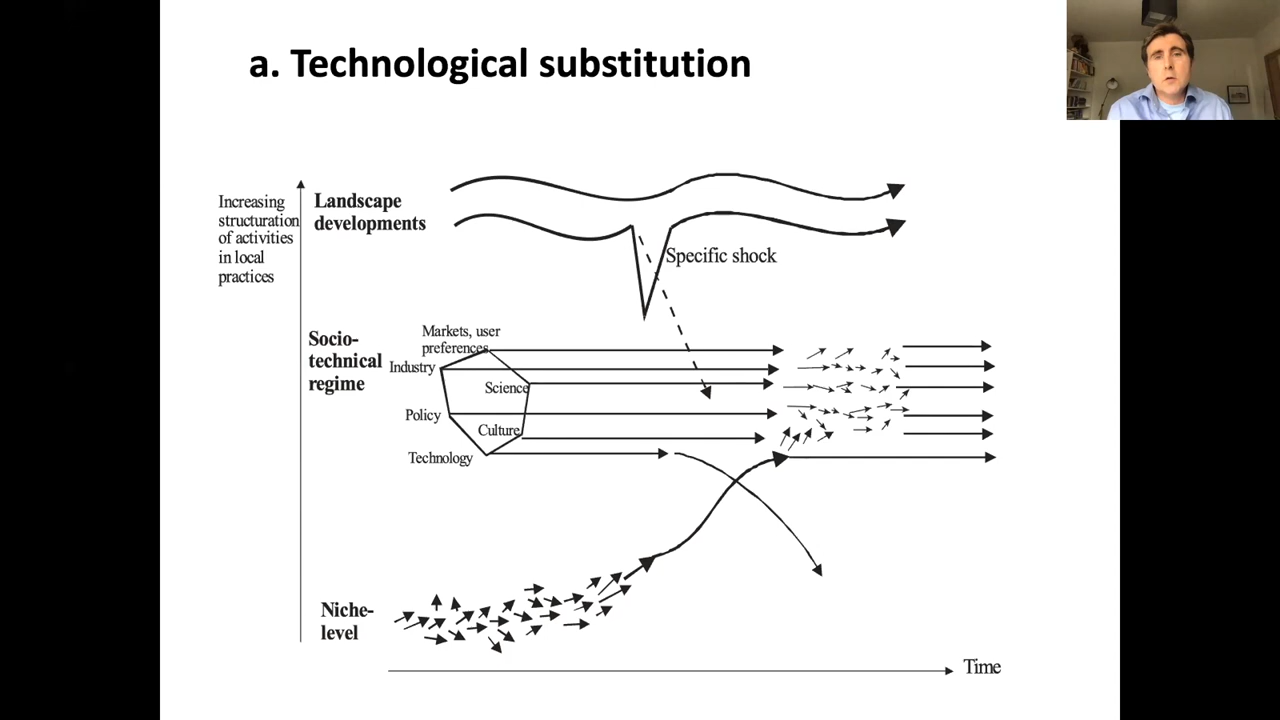 a. Technological substitution
Increasing
structuration
of activities
in local
practices
Landscape
developments
Specific shock
Socio-
technical
regime
Markets, user
preferences
Industry
Science
Policy
Culture
Technology
Niche-
level
Time